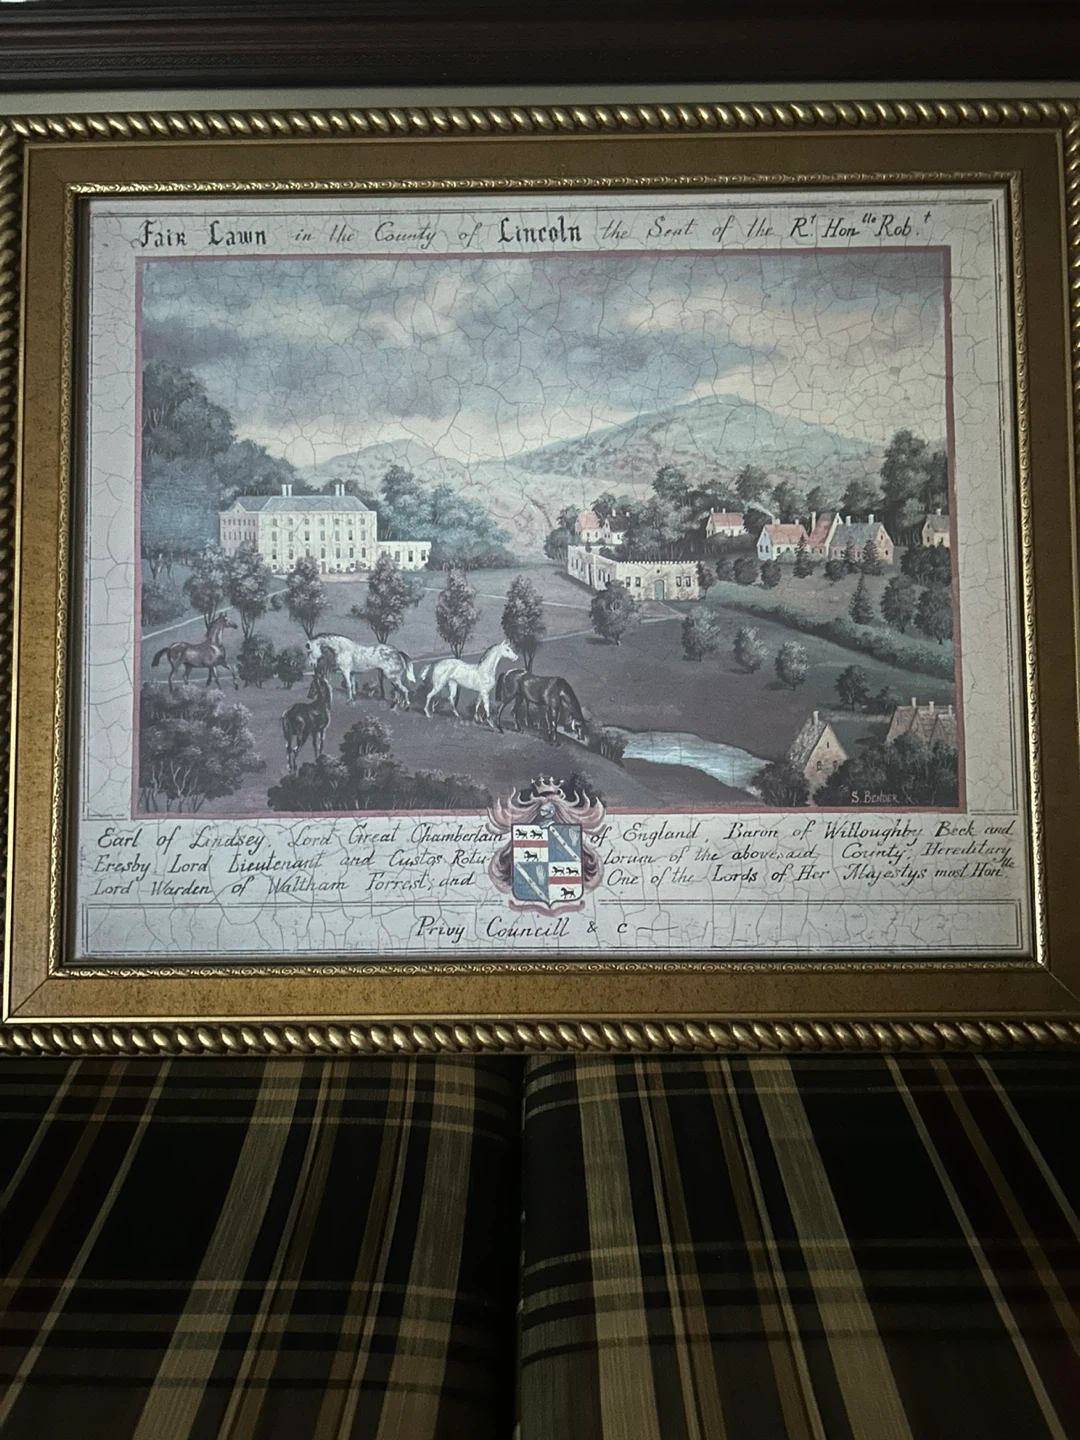 Fair Lawn in the County of Lincoln the Seat of the Rt. Honble Rob.t
S. BENDER
Earl of Lindsey, Lord Great Chamberlain of England, Baron of Willoughby Beck and
Eresby Lord Lieutenant and Custos Rotu- lorum of the abovesaid County, Hereditary
Lord Warden of Waltham Forrest, and One of the Lords of Her Majestys most Honble
Privy Councill & c